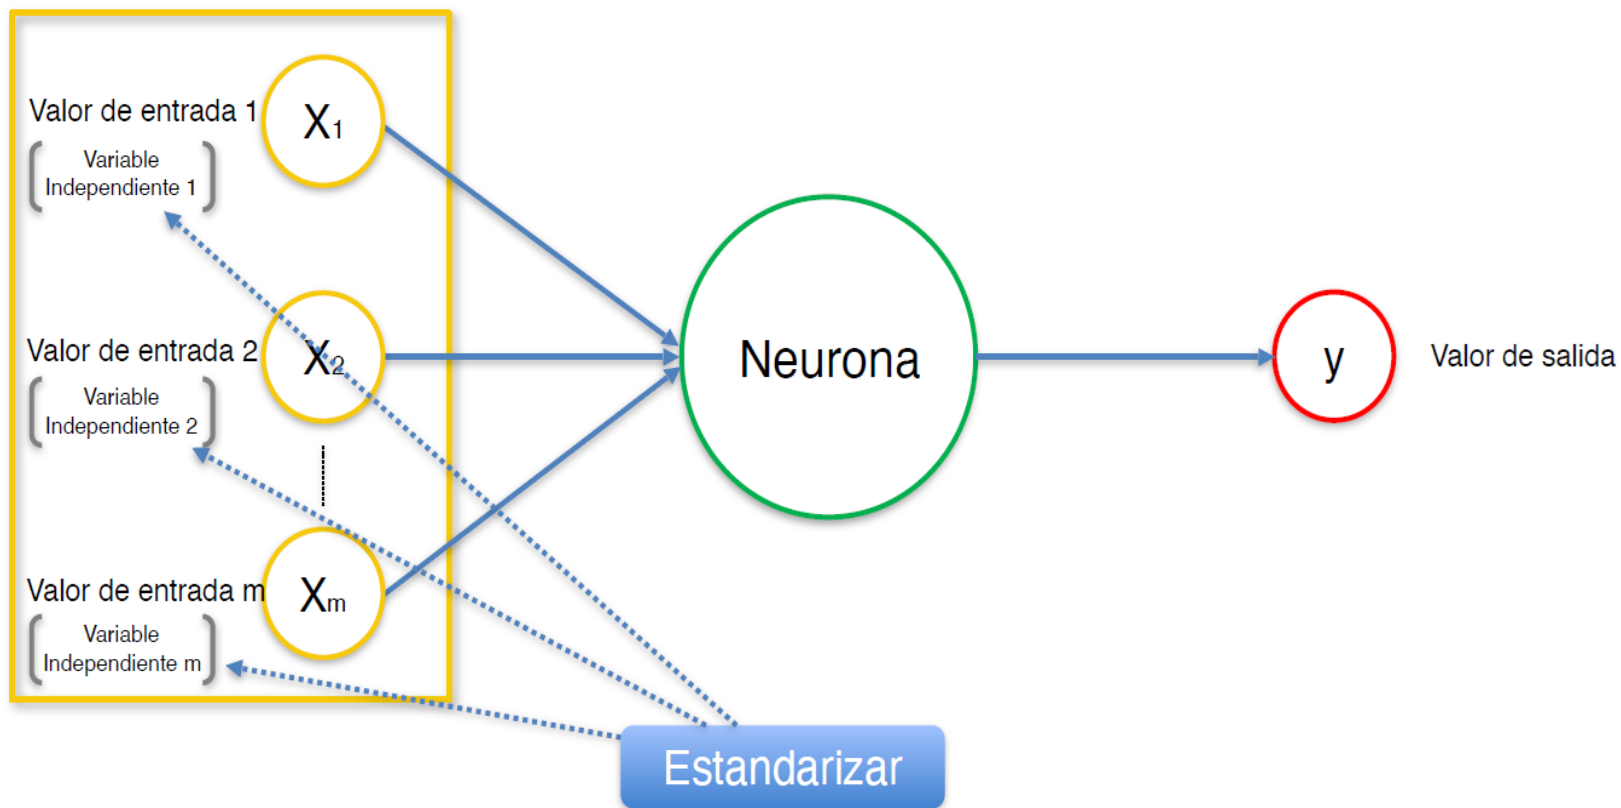 Valor de entrada 1
X1
Variable
Independiente 1
Valor de entrada 2
X2
Variable
Independiente 2
Valor de entrada m
Xm
Variable
Independiente m
Neurona
y
Valor de salida
Estandarizar